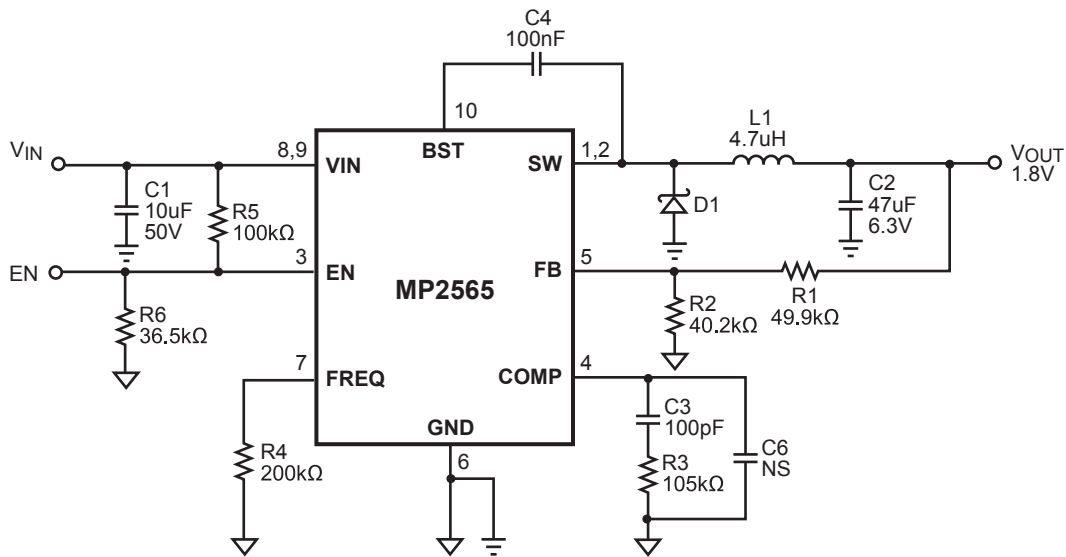 C4
100nF
10
L1
4.7uH
VIN
8,9
VIN
BST
SW
1,2
VOUT
1.8V
C1
10uF
50V
R5
100kΩ
D1
C2
47uF
6.3V
EN
3
EN
MP2565
FB
5
R1
49.9kΩ
R6
36.5kΩ
R2
40.2kΩ
7
FREQ
COMP
4
GND
6
R4
200kΩ
C3
100pF
R3
105kΩ
C6
NS